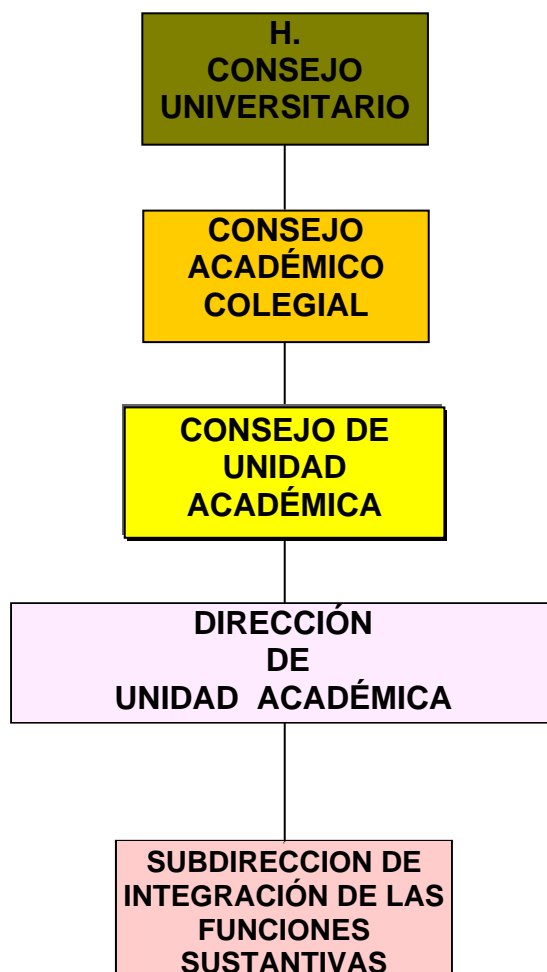 H.
CONSEJO
UNIVERSITARIO
CONSEJO
ACADÉMICO
COLEGIAL
CONSEJO DE
UNIDAD
ACADÉMICA
DIRECCIÓN
DE
UNIDAD ACADÉMICA
SUBDIRECCION DE
INTEGRACIÓN DE LAS
FUNCIONES
SUSTANTIVAS